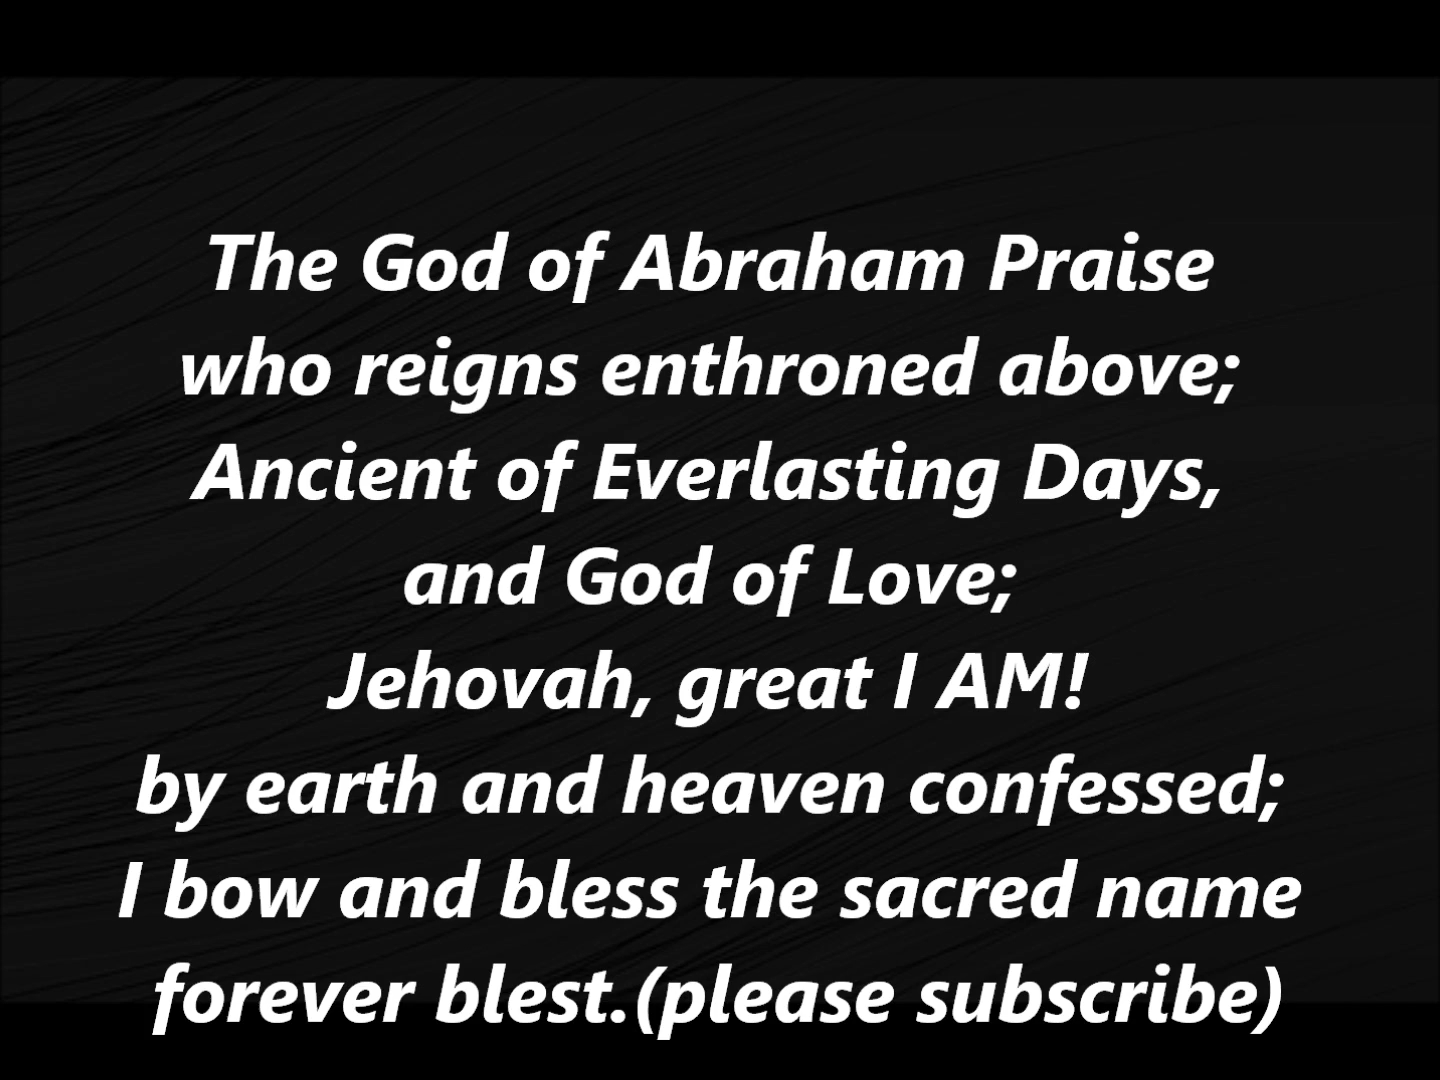 The God of Abraham Praise
who reigns enthroned above;
Ancient of Everlasting Days,
and God of Love;
Jehovah, great I AM!
by earth and heaven confessed;
I bow and bless the sacred name
forever blest.(please subscribe)